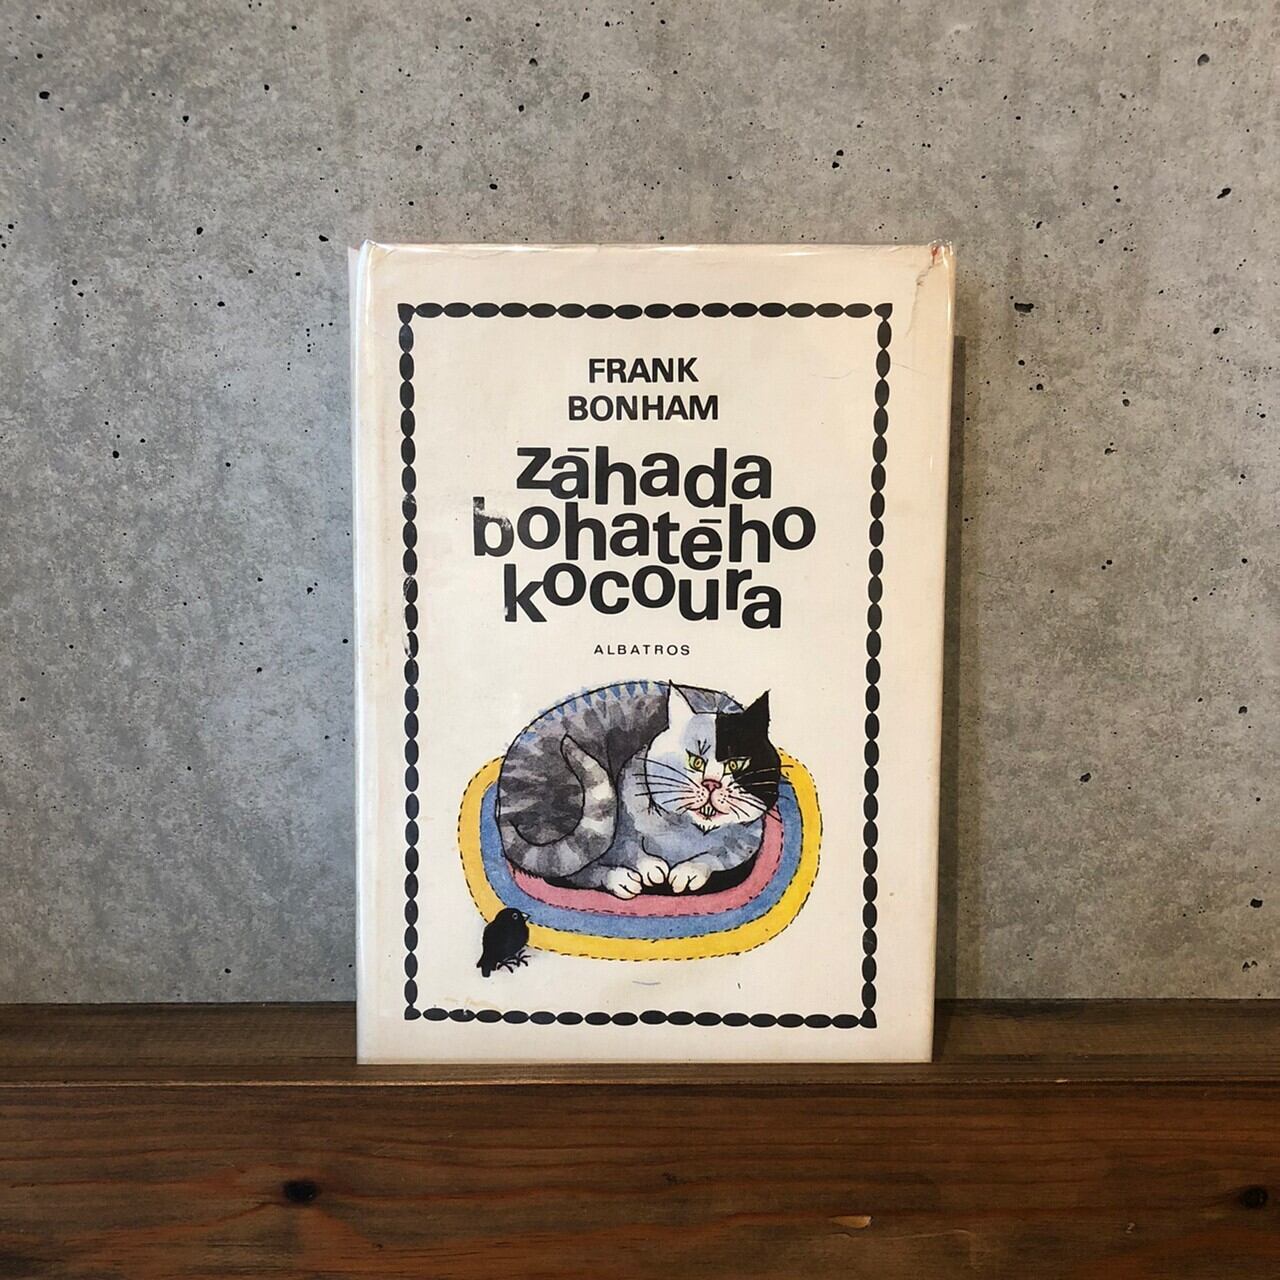 FRANK
BONHAM
záhada
bohatého
kocoura
ALBATROS